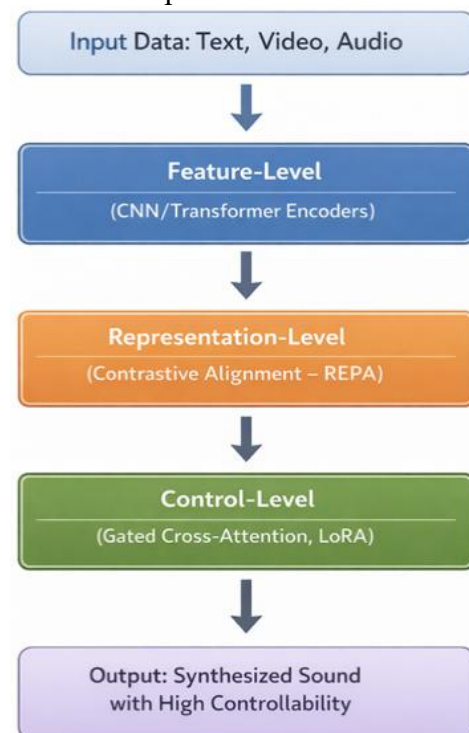 Input Data: Text, Video, Audio
Feature-Level
(CNN/Transformer Encoders)
Representation-Level
(Contrastive Alignment – REPA)
Control-Level
(Gated Cross-Attention, LoRA)
Output: Synthesized Sound
with High Controllability